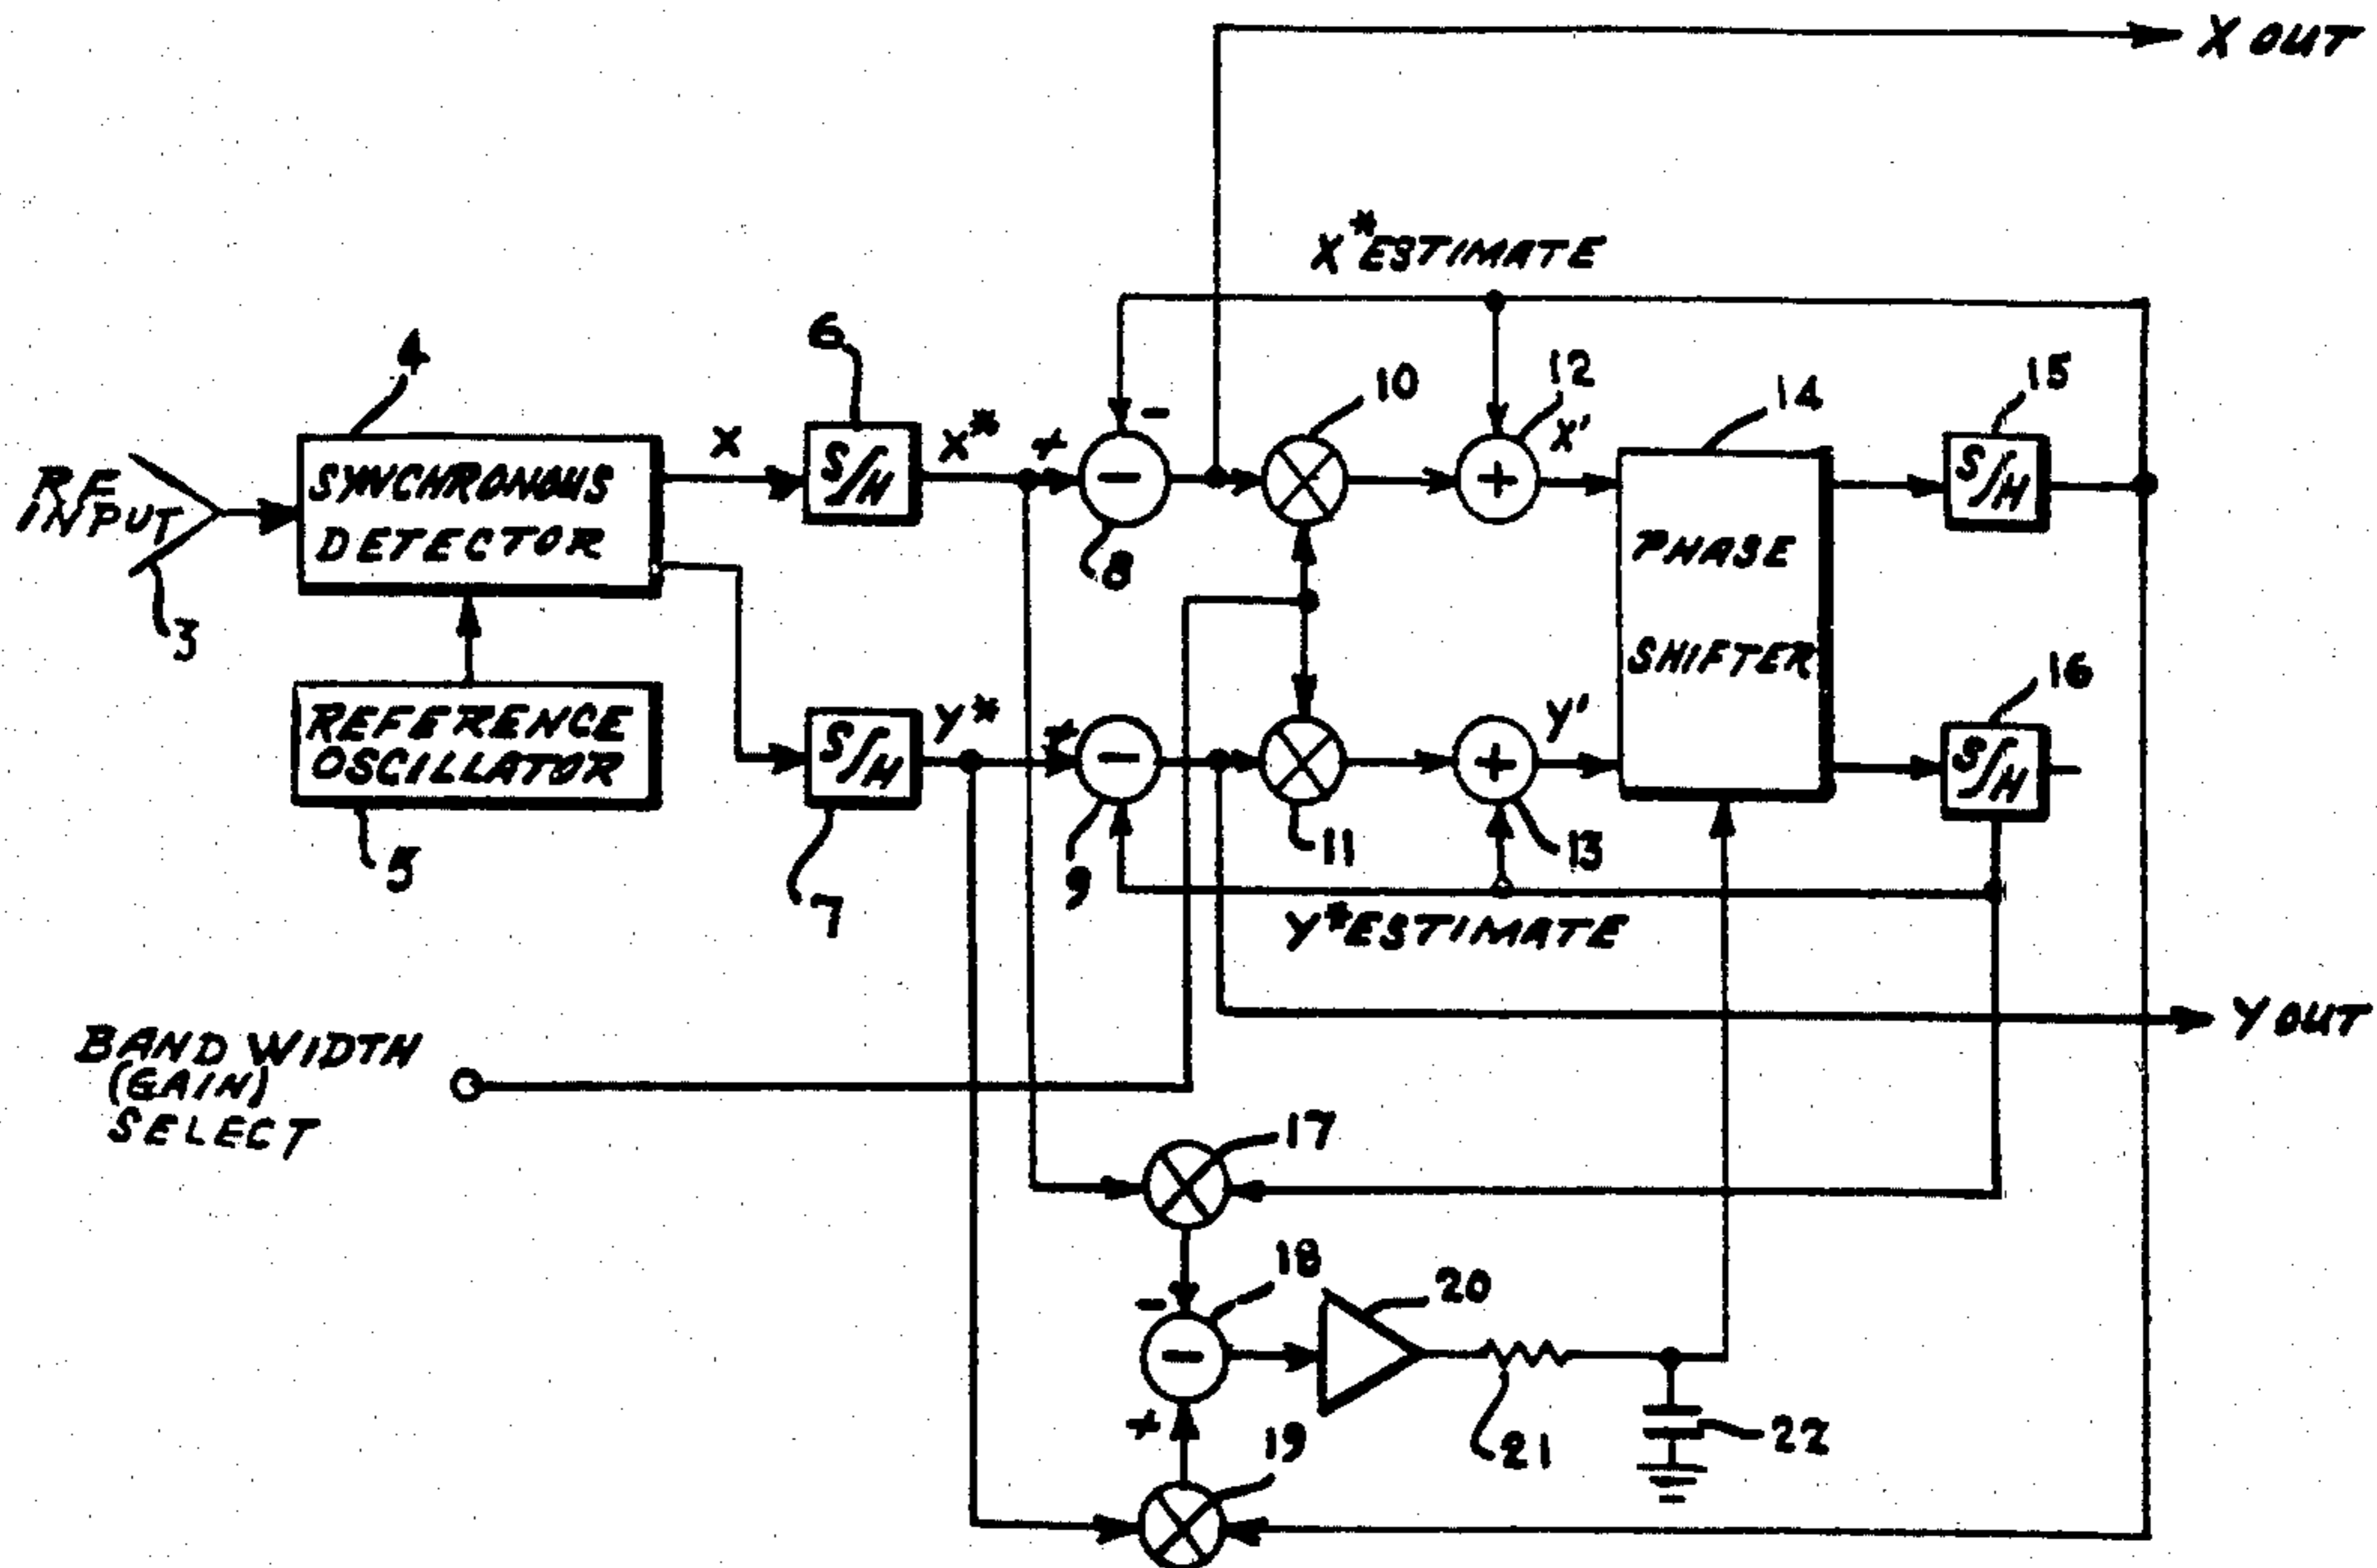 X OUT
X* ESTIMATE
4
6
10
12
14
15
X
X*
+
-
X'
RF
INPUT
SYNCHRONOUS
DETECTOR
S/H
-
+
S/H
8
PHASE
SHIFTER
3
16
REFERENCE
OSCILLATOR
S/H
Y*
+
-
+
Y'
S/H
5
7
9
11
13
Y* ESTIMATE
BAND WIDTH
(GAIN)
SELECT
Y OUT
17
18
20
-
-
+
19
21
22